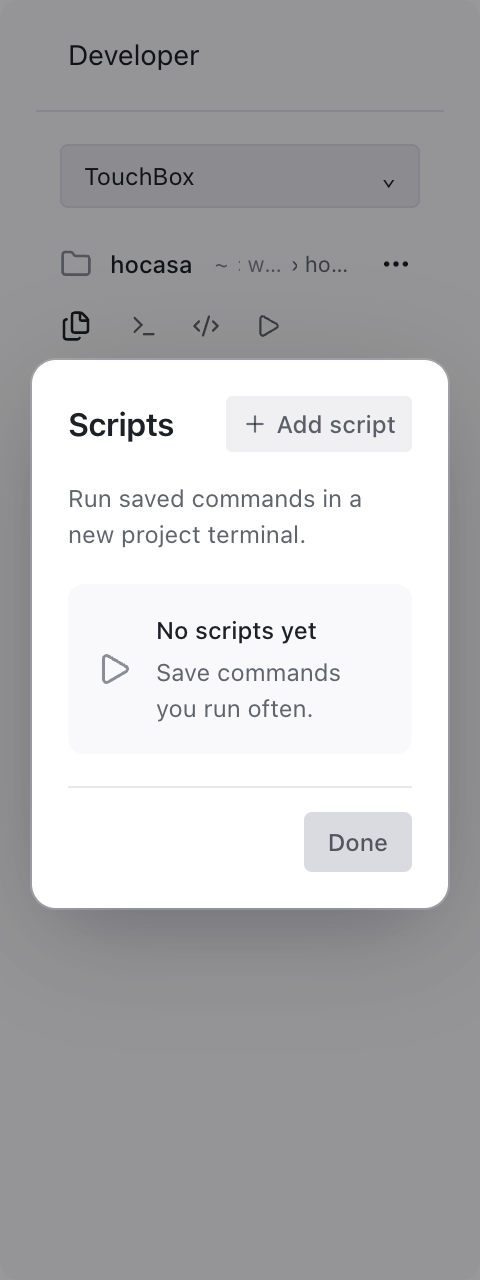 Developer
TouchBox
hocasa ~ : w... › ho...
Scripts
+ Add script
Run saved commands in a
new project terminal.
No scripts yet
Save commands
you run often.
Done